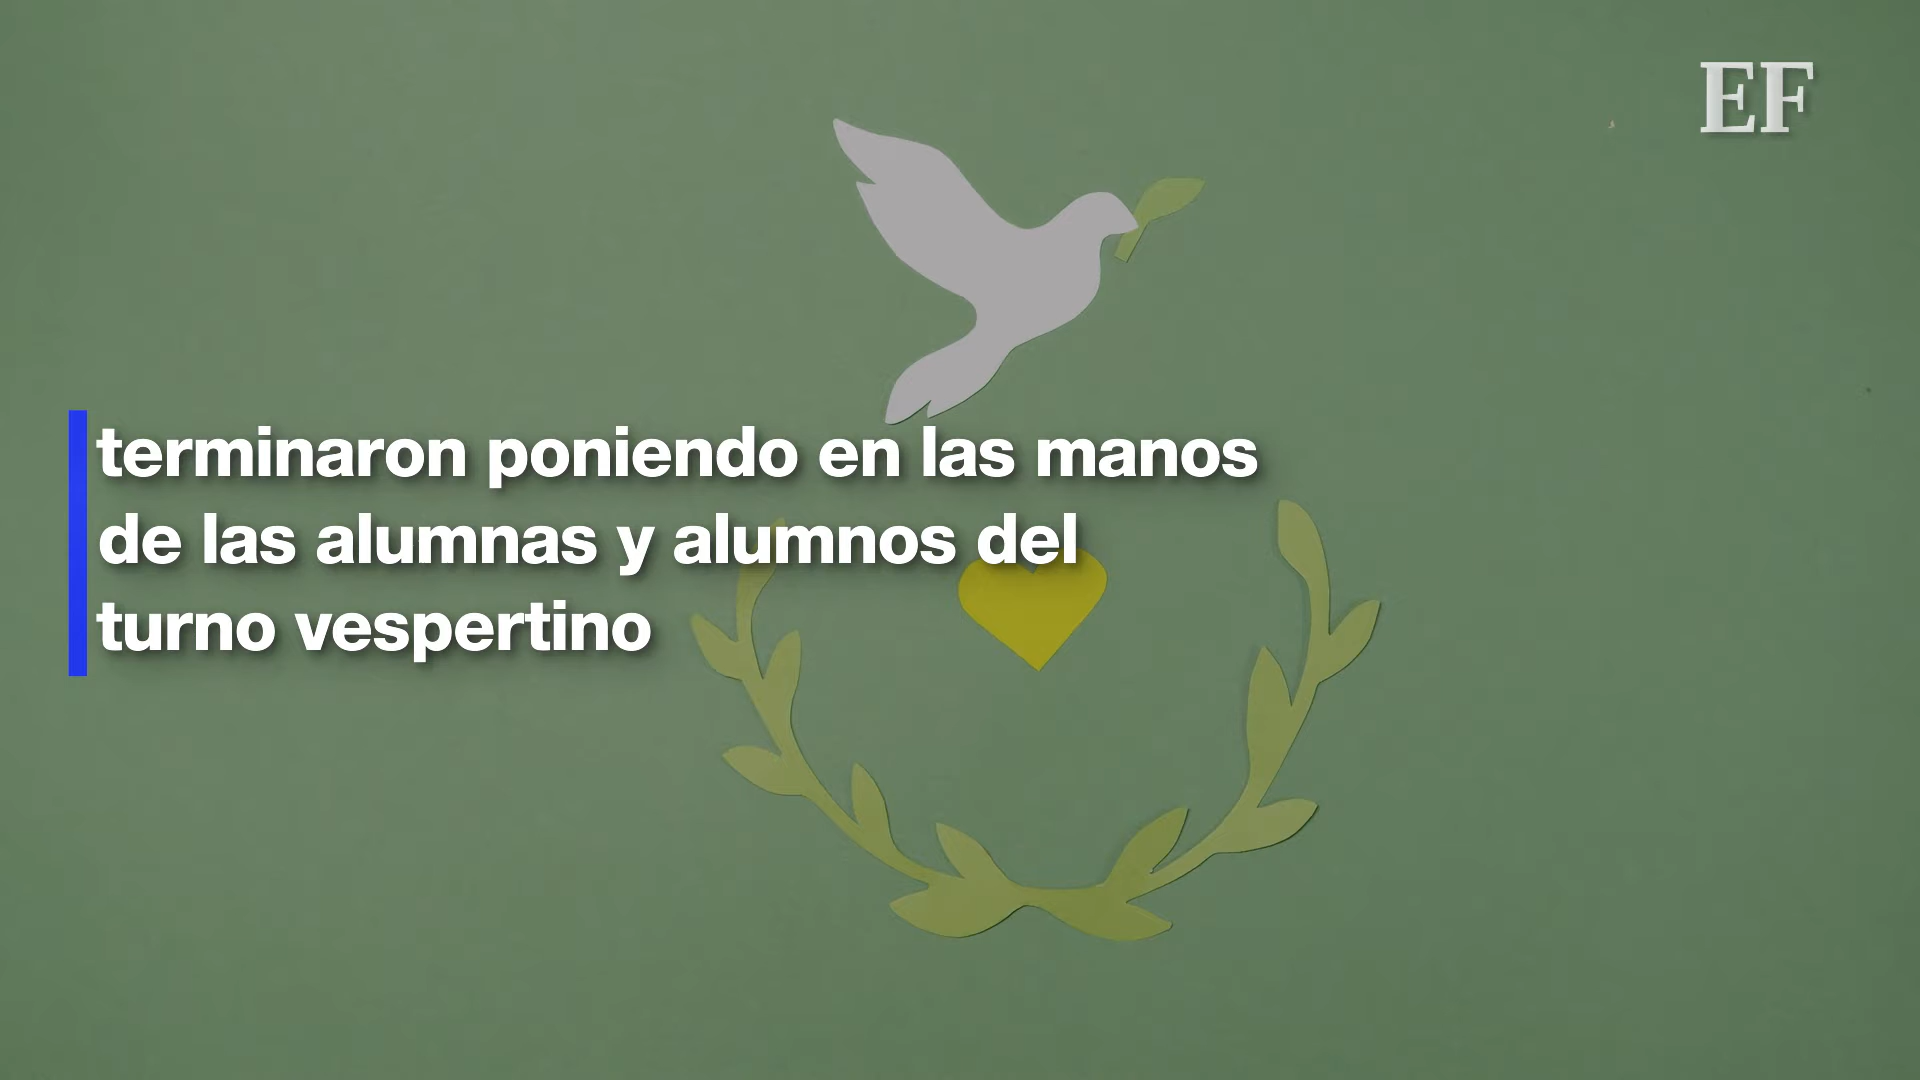 EF
terminaron poniendo en las manos
de las alumnas y alumnos del
turno vespertino